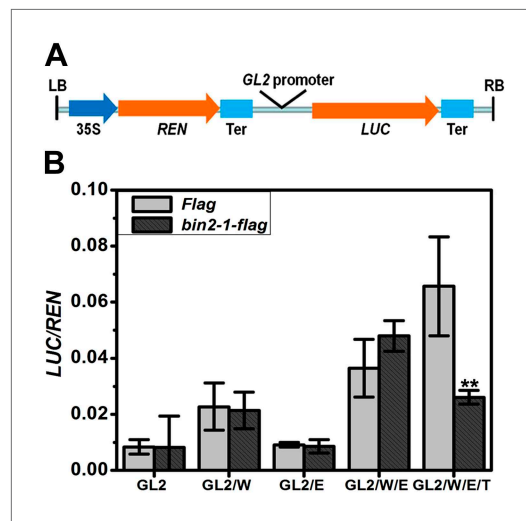 A
LB
GL2 promoter
RB
35S REN Ter LUC Ter
B
LUC/REN
0.10
0.08
0.06
0.04
0.02
0.00
Flag
bin2-1-flag
**
GL2 GL2/W GL2/E GL2/W/E GL2/W/E/T